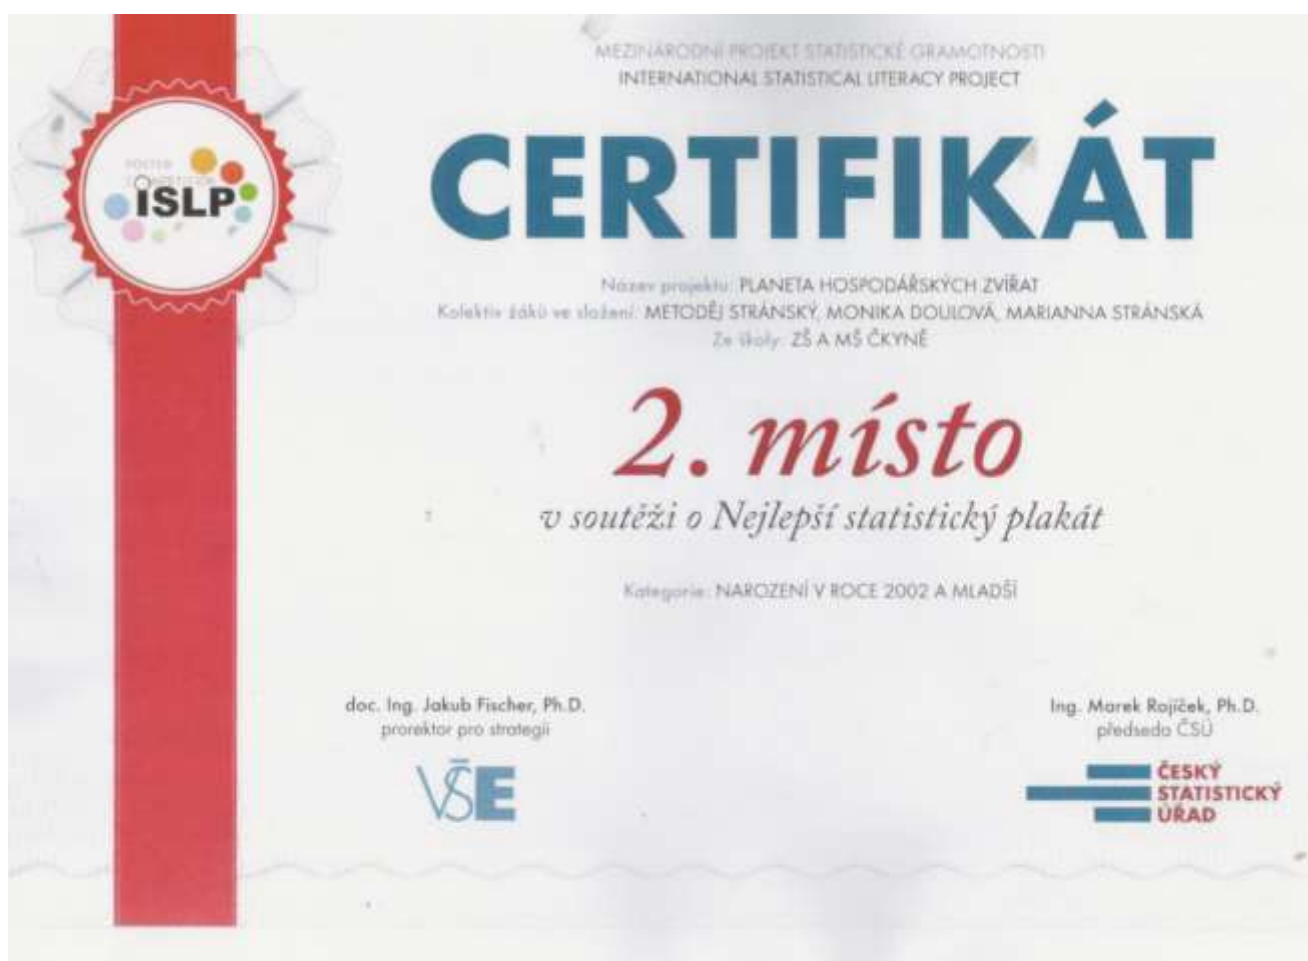 MEZINÁRODNÍ PROJEKT STATISTICKÉ GRAMOTNOSTI
INTERNATIONAL STATISTICAL LITERACY PROJECT
CERTIFIKÁT
POSTER
COMPETITION
ISLP
Název projektu: PLANETA HOSPODÁŘSKÝCH ZVÍŘAT
Kolektiv žáků ve složení: METODĚJ STRÁNSKÝ, MONIKA DOULOVÁ, MARIANNA STRÁNSKÁ
Ze školy: ZŠ A MŠ ČKYNĚ
2. místo
v soutěži o Nejlepší statistický plakát
Kategorie: NAROZENÍ V ROCE 2002 A MLADŠÍ
doc. Ing. Jakub Fischer, Ph.D.
prorektor pro strategii
VŠE
Ing. Marek Rojíček, Ph.D.
předseda ČSÚ
ČESKÝ
STATISTICKÝ
ÚŘAD